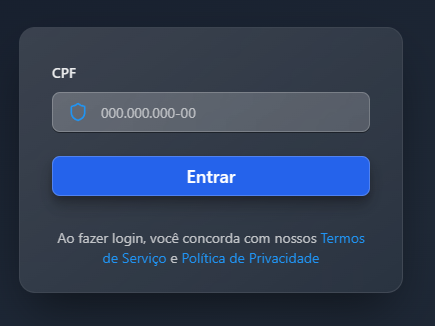 CPF
000.000.000-00
Entrar
Ao fazer login, você concorda com nossos Termos
de Serviço e Política de Privacidade